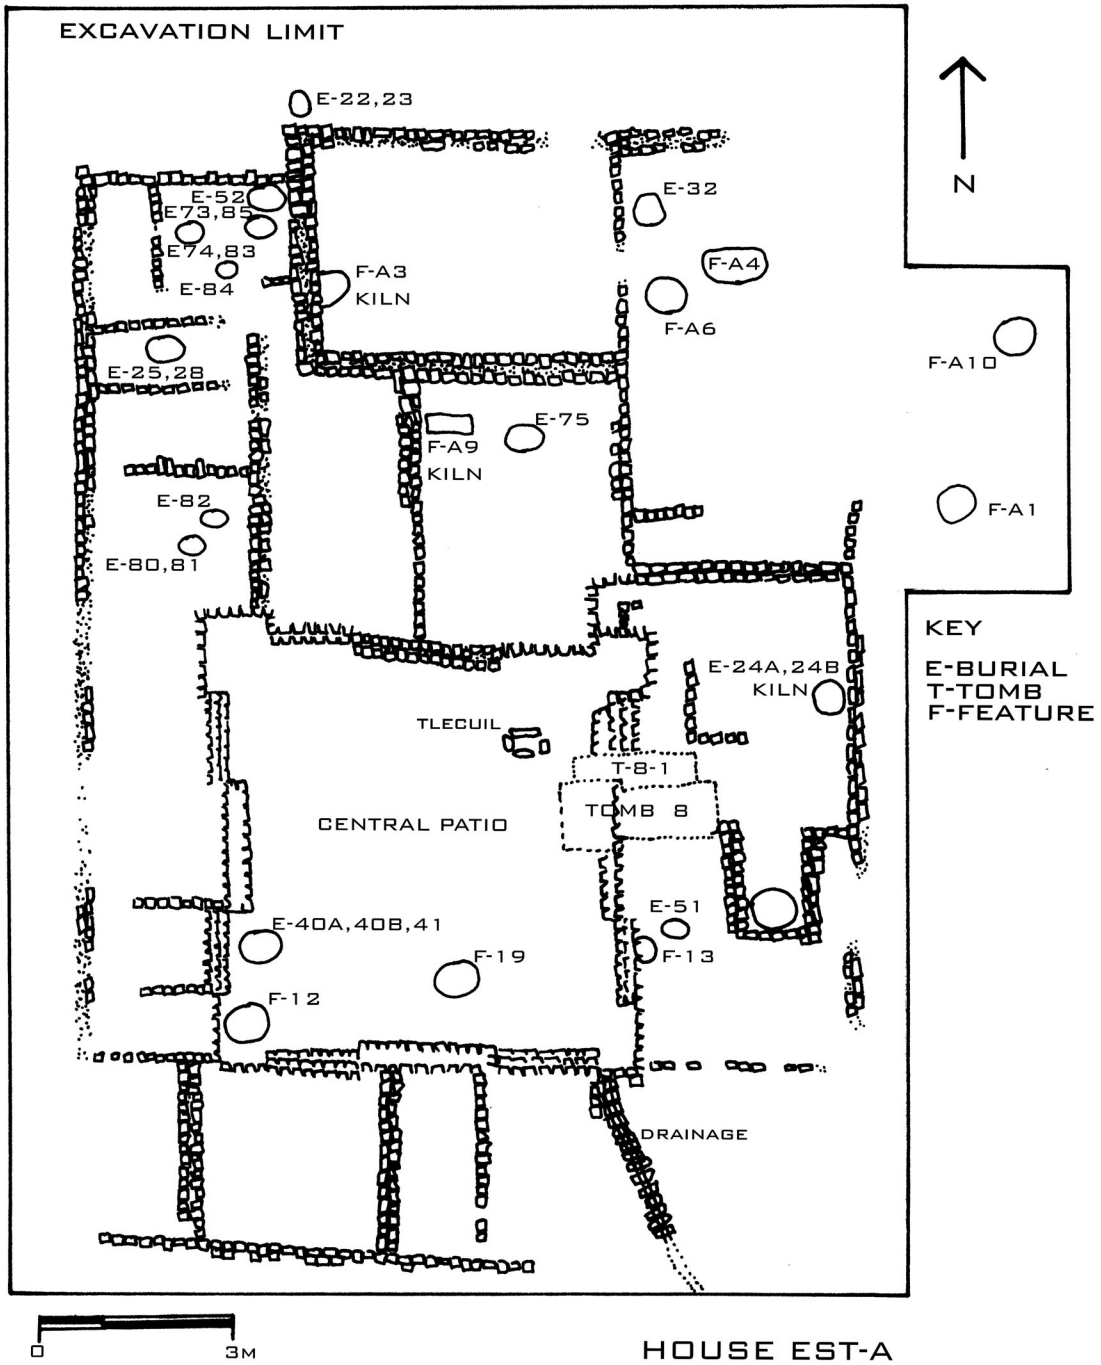 EXCAVATION LIMIT
E-22,23
E-52
E-32
E73,85
E74,83
F-A4
E-84
F-A3
KILN
F-A6
F-A10
E-25,28
E-75
F-A9
KILN
E-82
F-A1
E-80,81
N
KEY
E-BURIAL
T-TOMB
F-FEATURE
E-24A,24B
KILN
TLECUIL
T-8-1
TOMB 8
CENTRAL PATIO
E-51
E-40A,40B,41
F-19
F-13
F-12
DRAINAGE
0 3M
HOUSE EST-A